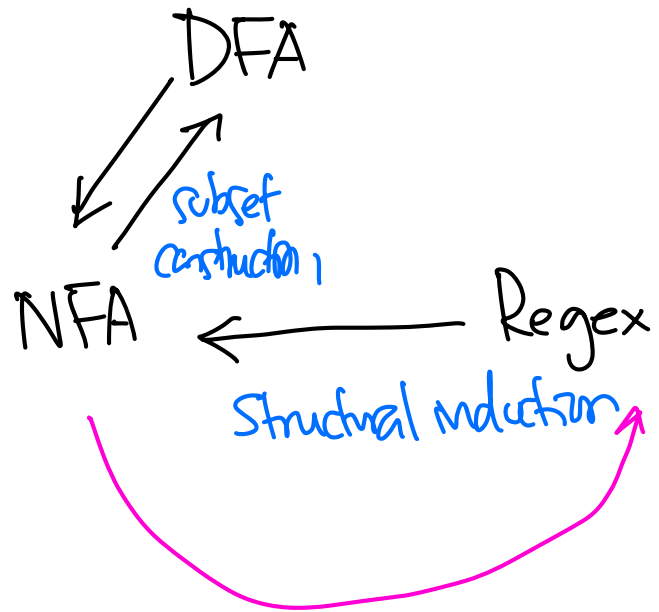 DFA
subset
construction
NFA
Regex
Structural induction